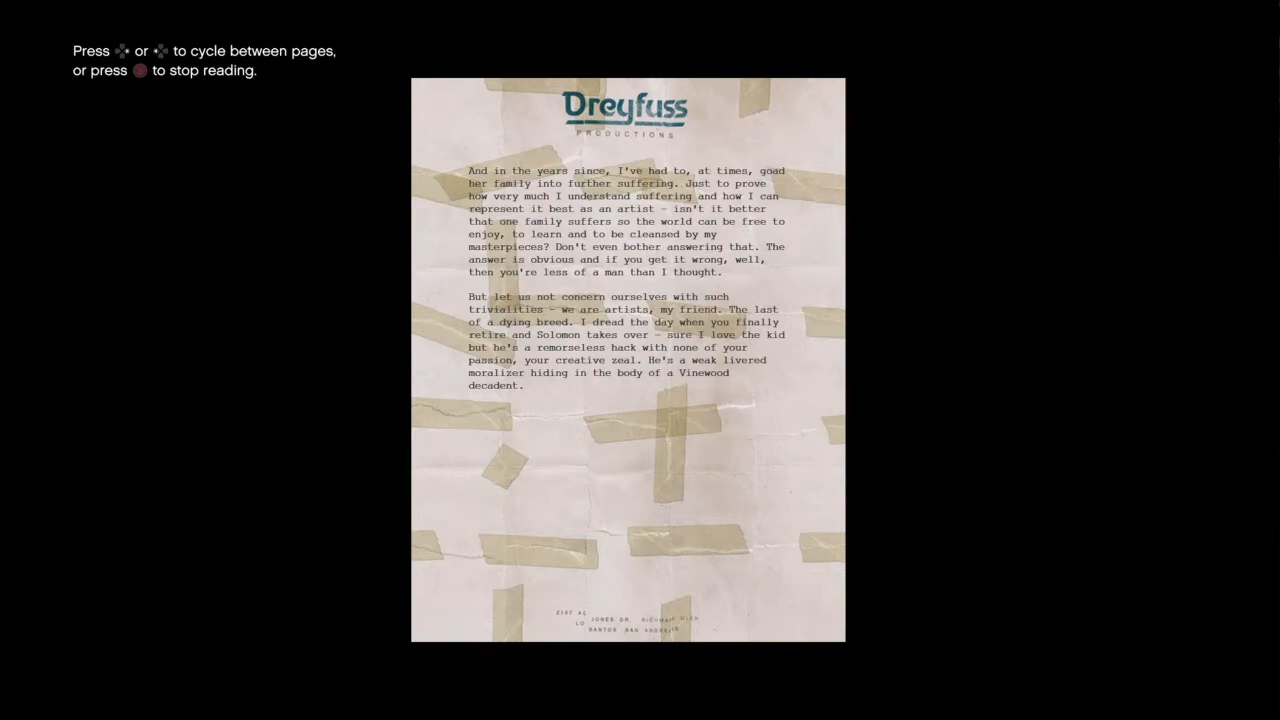 Press or to cycle between pages,
or press to stop reading.
Dreyfuss
PRODUCTIONS
And in the years since, I've had to, at times, goad
her family into further suffering. Just to prove
how very much I understand suffering and how I can
represent it best as an artist - isn't it better
that one family suffers so the world can be free to
enjoy, to learn and to be cleansed by my
masterpieces? Don't even bother answering that. The
answer is obvious and if you get it wrong, well,
then you're less of a man than I thought.
But let us not concern ourselves with such
trivialities - we are artists, my friend. The last
of a dying breed. I dread the day when you finally
retire and Solomon takes over - sure I love the kid
but he's a remorseless hack with none of your
passion, your creative zeal. He's a weak livered
moralizer hiding in the body of a Vinewood
decadent.
JONES DR.
LO SANTOS SAN ANDREAS